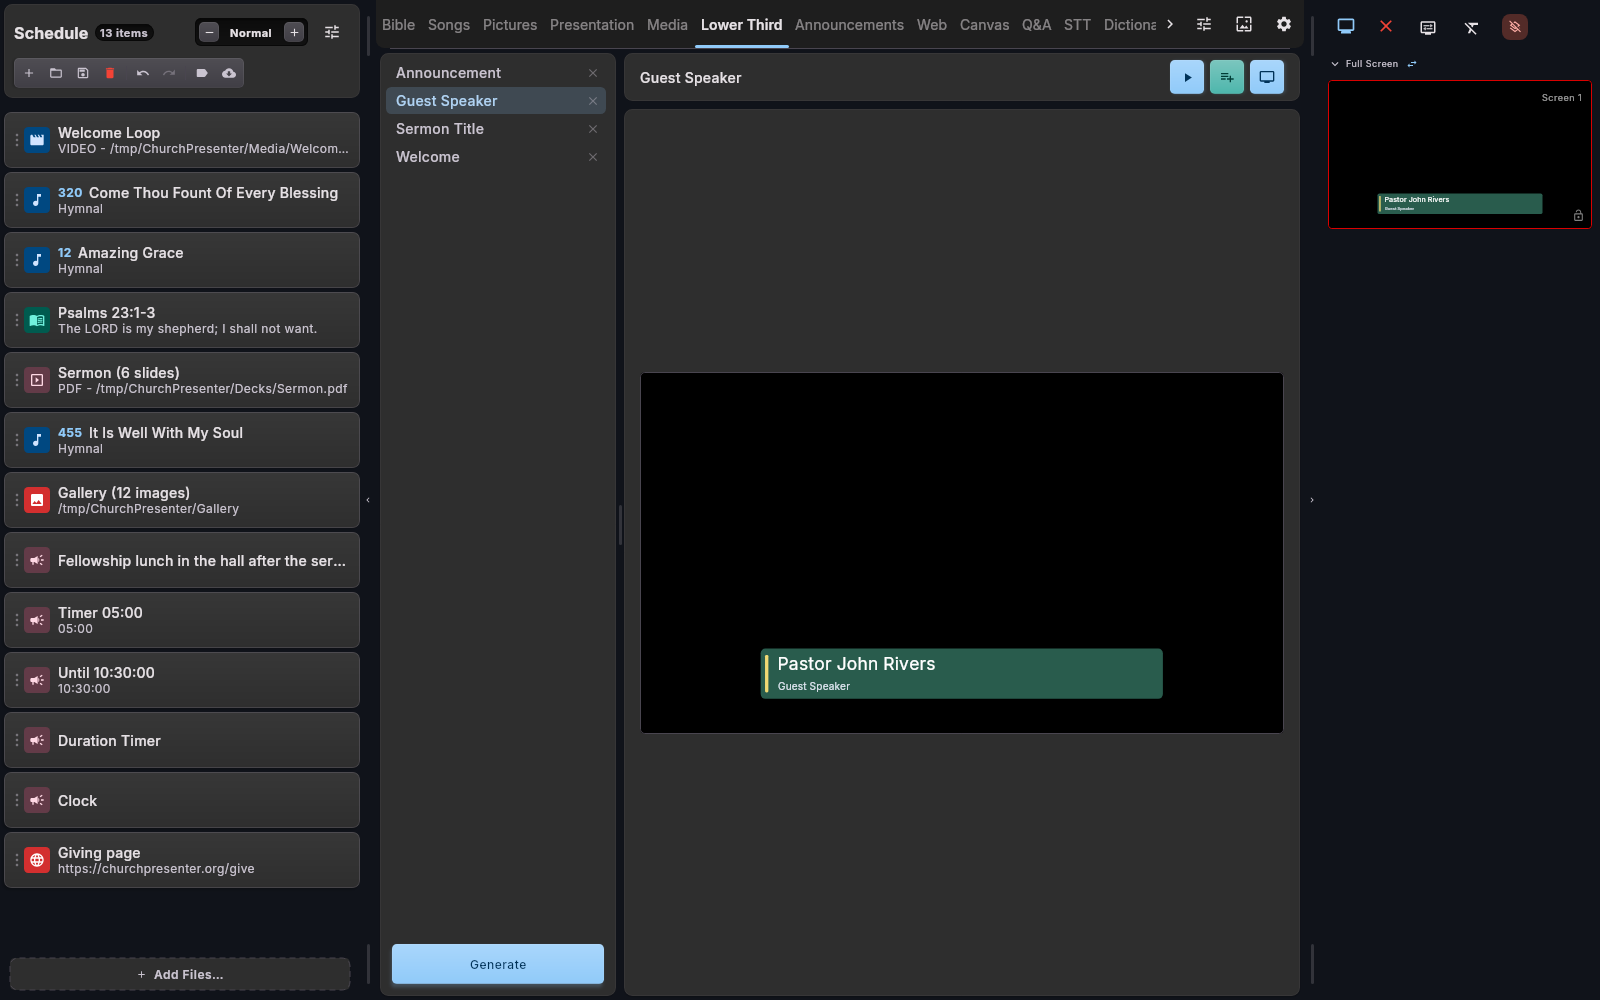 Schedule 13 items
Normal
Welcome Loop
VIDEO - /tmp/ChurchPresenter/Media/Welcom...
320 Come Thou Fount Of Every Blessing
Hymnal
12 Amazing Grace
Hymnal
Psalms 23:1-3
The LORD is my shepherd; I shall not want.
Sermon (6 slides)
PDF - /tmp/ChurchPresenter/Decks/Sermon.pdf
455 It Is Well With My Soul
Hymnal
Gallery (12 images)
/tmp/ChurchPresenter/Gallery
Fellowship lunch in the hall after the ser...
Timer 05:00
05:00
Until 10:30:00
10:30:00
Duration Timer
Clock
Giving page
https://churchpresenter.org/give
+ Add Files...
Bible Songs Pictures Presentation Media Lower Third Announcements Web Canvas Q&A STT Dictiona
Announcement
Guest Speaker
Sermon Title
Welcome
Generate
Guest Speaker
Pastor John Rivers
Guest Speaker
Full Screen
Screen 1
Pastor John Rivers
Guest Speaker